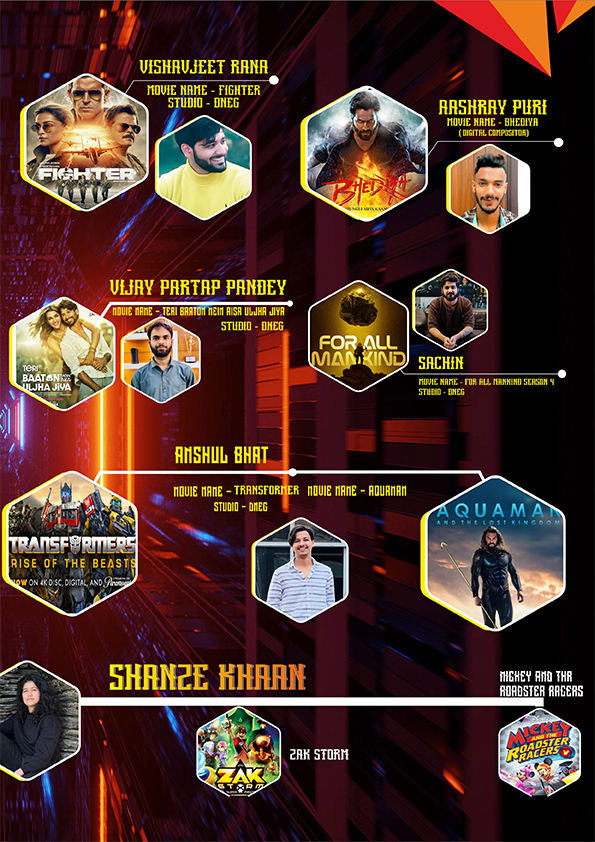 VISHAVJEET RANA
MOVIE NAME - FIGHTER
STUDIO - DNEG
FIGHTER
AASHRAY PURI
MOVIE NAME - BHEDIYA
(DIGITAL COMPOSITOR)
BHEDIYA
VIJAY PARTAP PANDEY
MOVIE NAME - TERI BAATON MEIN AISA ULJHA JIYA
STUDIO - DNEG
TERI
BAATON
ULJHA JIYA
FOR ALL
MANKIND
SACHIN
MOVIE NAME - FOR ALL MANKIND SEASON 4
STUDIO - DNEG
ANSHUL BHAT
MOVIE NAME - TRANSFORMER MOVIE NAME - AQUAMAN
STUDIO - DNEG
TRANSFORMERS
RISE OF THE BEASTS
NOW ON 4K DISC, DIGITAL, AND Paramount+
AQUAMAN
AND THE LOST KINGDOM
SHANZE KHAAN
MICKEY AND THR
ROADSTER RACERS
ZAK
STORM
ZAK STORM
MICKEY
AND THE
ROADSTER
RACERS